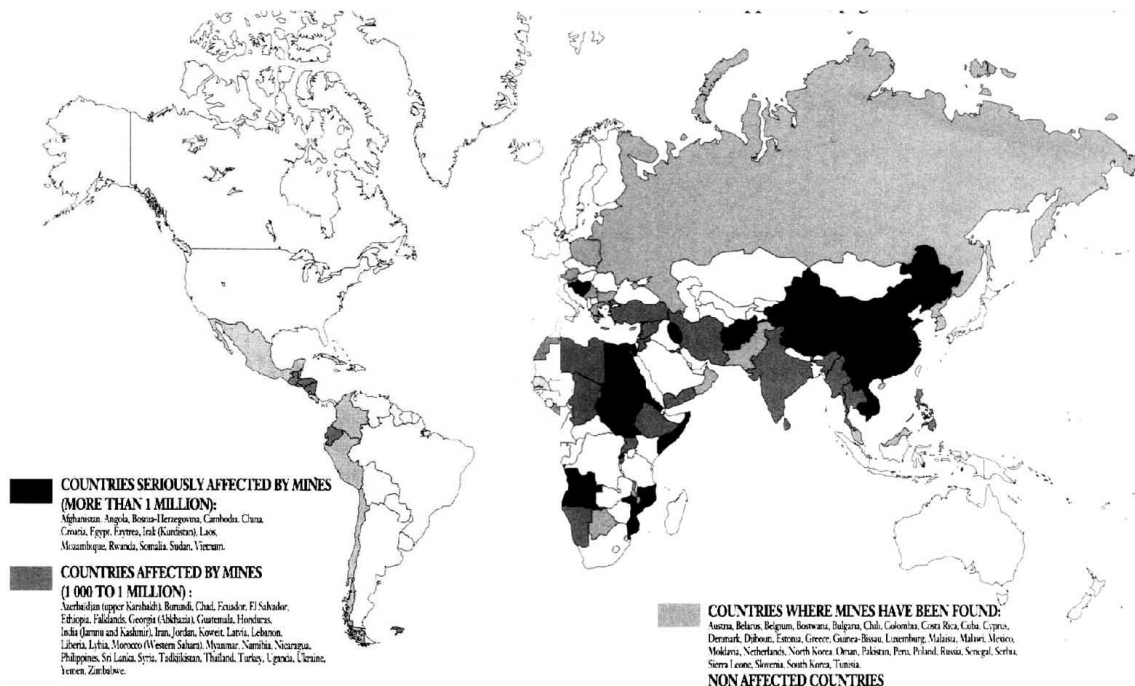 COUNTRIES SERIOUSLY AFFECTED BY MINES
(MORE THAN 1 MILLION):
Afghanistan, Angola, Bosnia-Herzegovina, Cambodia, China,
Croatia, Egypt, Erytrea, Irak (Kurdistan), Laos,
Mozambique, Rwanda, Somalia, Sudan, Vietnam.
COUNTRIES AFFECTED BY MINES
(1 000 TO 1 MILLION) :
Azerbaidjan (upper Karabakh), Burundi, Chad, Ecuador, El Salvador,
Ethiopia, Falklands, Georgia (Abkhazia), Guatemala, Honduras,
India (Jammu and Kashmir), Iran, Jordan, Koweit, Latvia, Lebanon,
Liberia, Lybia, Morocco (Western Sahara), Myanmar, Namibia, Nicaragua,
Philippines, Sri Lanka, Syria, Tadkjikistan, Thailand, Turkey, Uganda, Ukraine,
Yemen, Zimbabwe.
COUNTRIES WHERE MINES HAVE BEEN FOUND:
Austria, Belarus, Belgium, Bostwana, Bulgaria, Chili, Colombia, Costa Rica, Cuba, Cyprus,
Denmark, Djibouti, Estonia, Greece, Guinea-Bissau, Luxemburg, Malaisia, Malawi, Mexico,
Moldavia, Netherlands, North Korea, Oman, Pakistan, Peru, Poland, Russia, Senegal, Serbia,
Sierra Leone, Slovenia, South Korea, Tunisia.
NON AFFECTED COUNTRIES